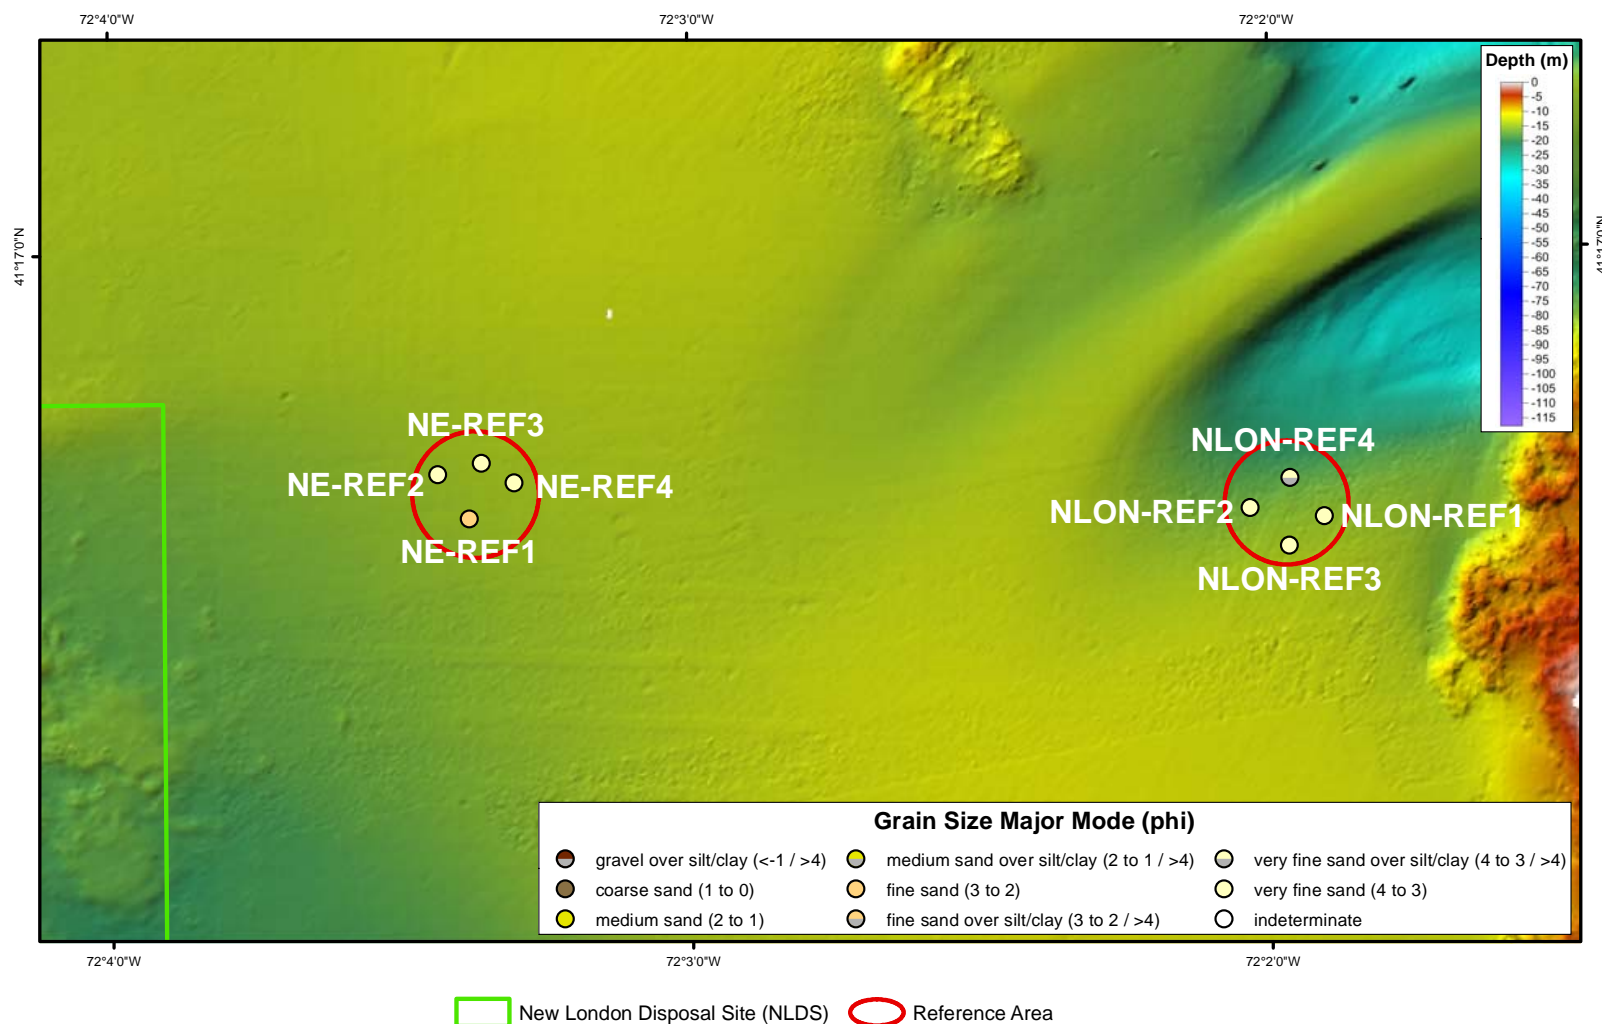 72°4'0"W 72°3'0"W 72°2'0"W
Depth (m)
0
-5
-10
-15
-20
-25
-30
-35
-40
-45
-50
-55
-60
-65
-70
-75
-80
-85
-90
-95
-100
-105
-110
-115
41°17'0"N
41°17'0"N
NE-REF3
NE-REF2
NE-REF4
NE-REF1
NLON-REF4
NLON-REF2
NLON-REF1
NLON-REF3
Grain Size Major Mode (phi)
gravel over silt/clay (<-1 / >4) medium sand over silt/clay (2 to 1 / >4) very fine sand over silt/clay (4 to 3 / >4)
coarse sand (1 to 0) fine sand (3 to 2) very fine sand (4 to 3)
medium sand (2 to 1) fine sand over silt/clay (3 to 2 / >4) indeterminate
72°4'0"W 72°3'0"W 72°2'0"W
New London Disposal Site (NLDS) Reference Area